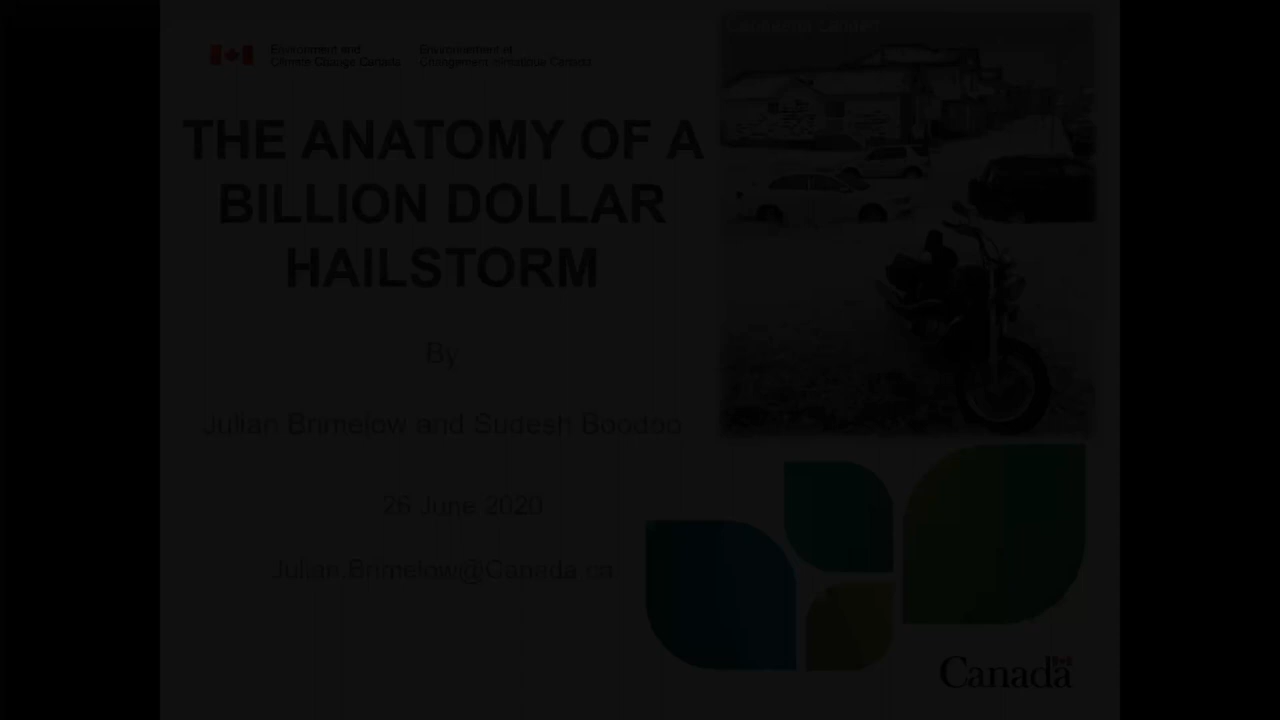 Environment and
Climate Change Canada
Environnement et
Changement climatique Canada
THE ANATOMY OF A
BILLION DOLLAR
HAILSTORM
By
Julian Brimelow and Sudesh Boodoo
26 June 2020
Julian.Brimelow@Canada.ca
Canada